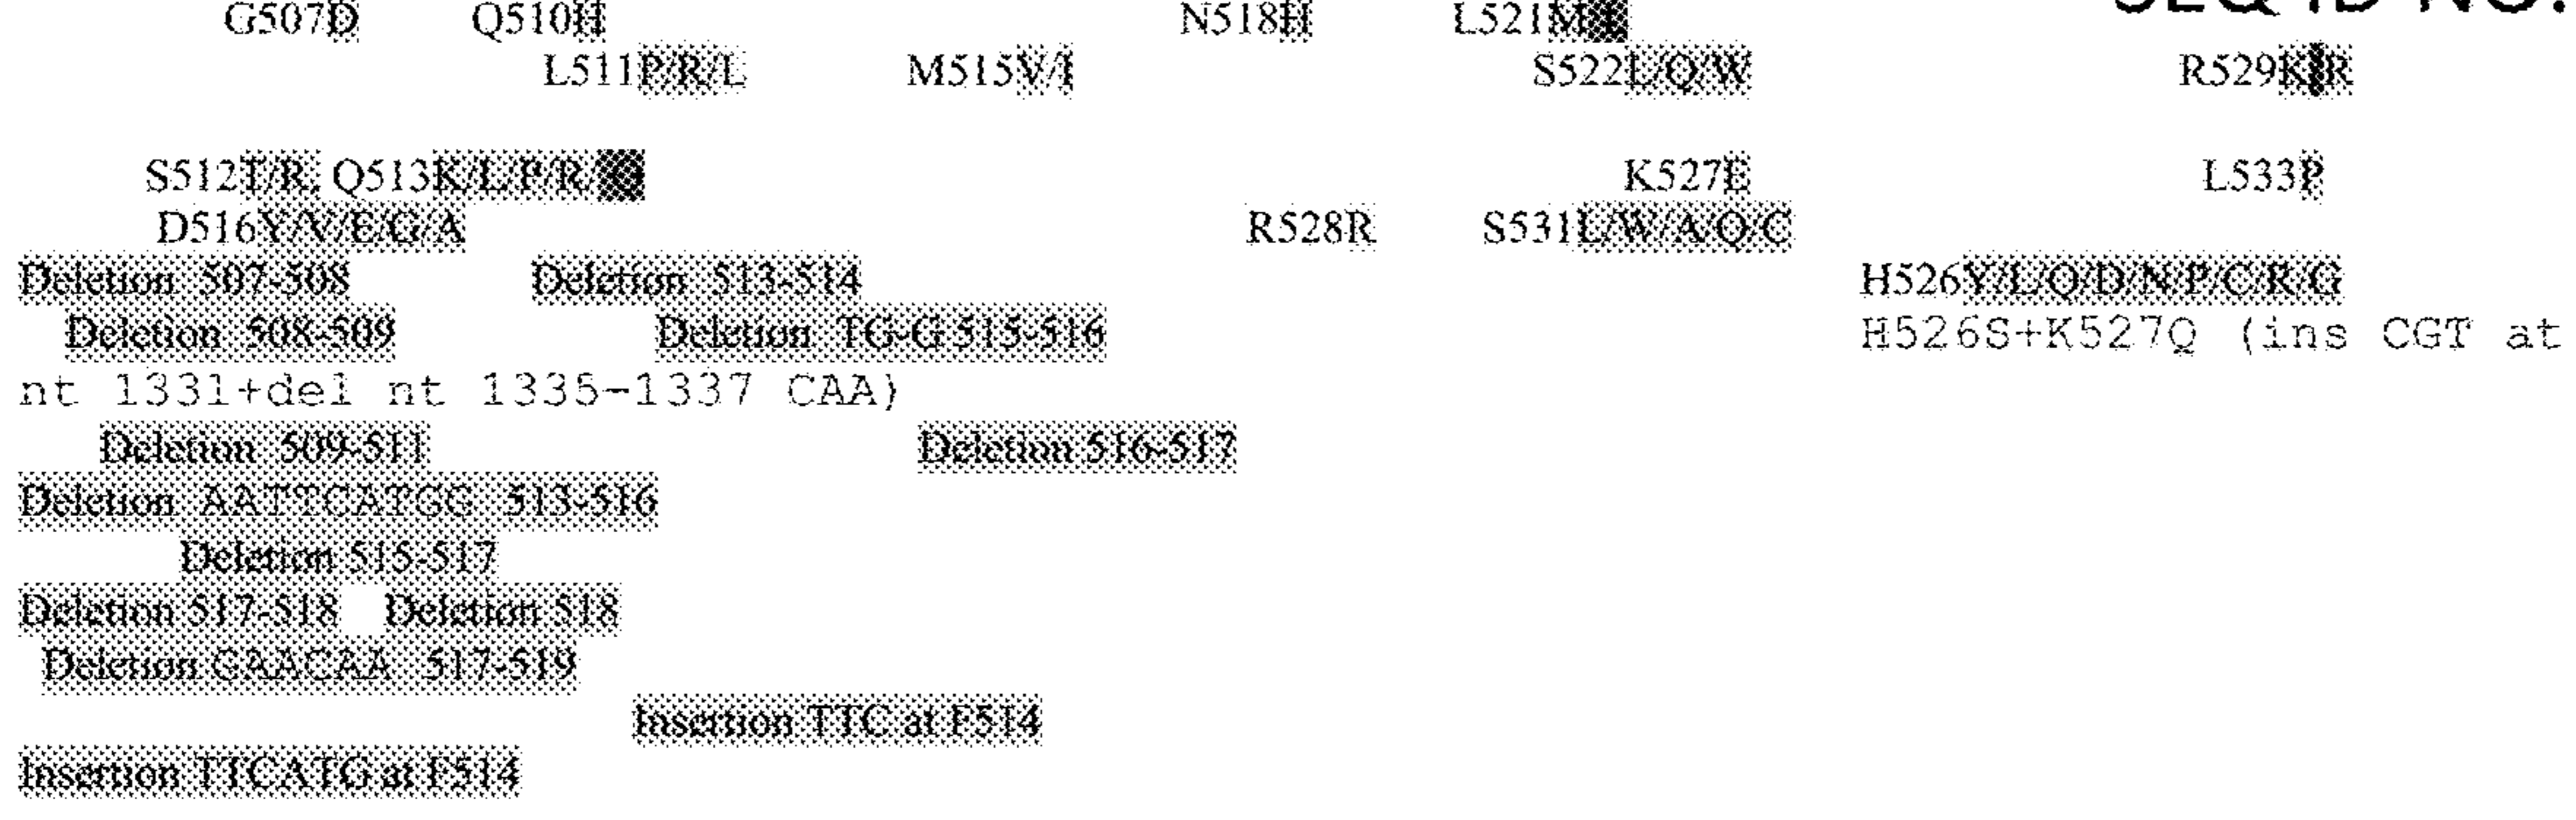 SEQ ID NO.
G507D Q510H N518H L521M
L511P/R/L M515V/I S522L/Q/W R529K/R
S512T/R, Q513K/L/P/R/ K527E L533P
D516Y/V/E/G/A R528R S531L/W/A/Q/C
Deletion 507-508 Deletion 513-514 H526Y/L/Q/D/N/P/C/R/G
Deletion 508-509 Deletion TG-G 515-516 H526S+K527Q (ins CGT at
nt 1331+del nt 1335-1337 CAA)
Deletion 509-511 Deletion 516-517
Deletion AATTCATGG 513-516
Deletion 515-517
Deletion 517-518 Deletion 518
Deletion GAACAA 517-519
Insertion TTC at F514
Insertion TTCATG at F514